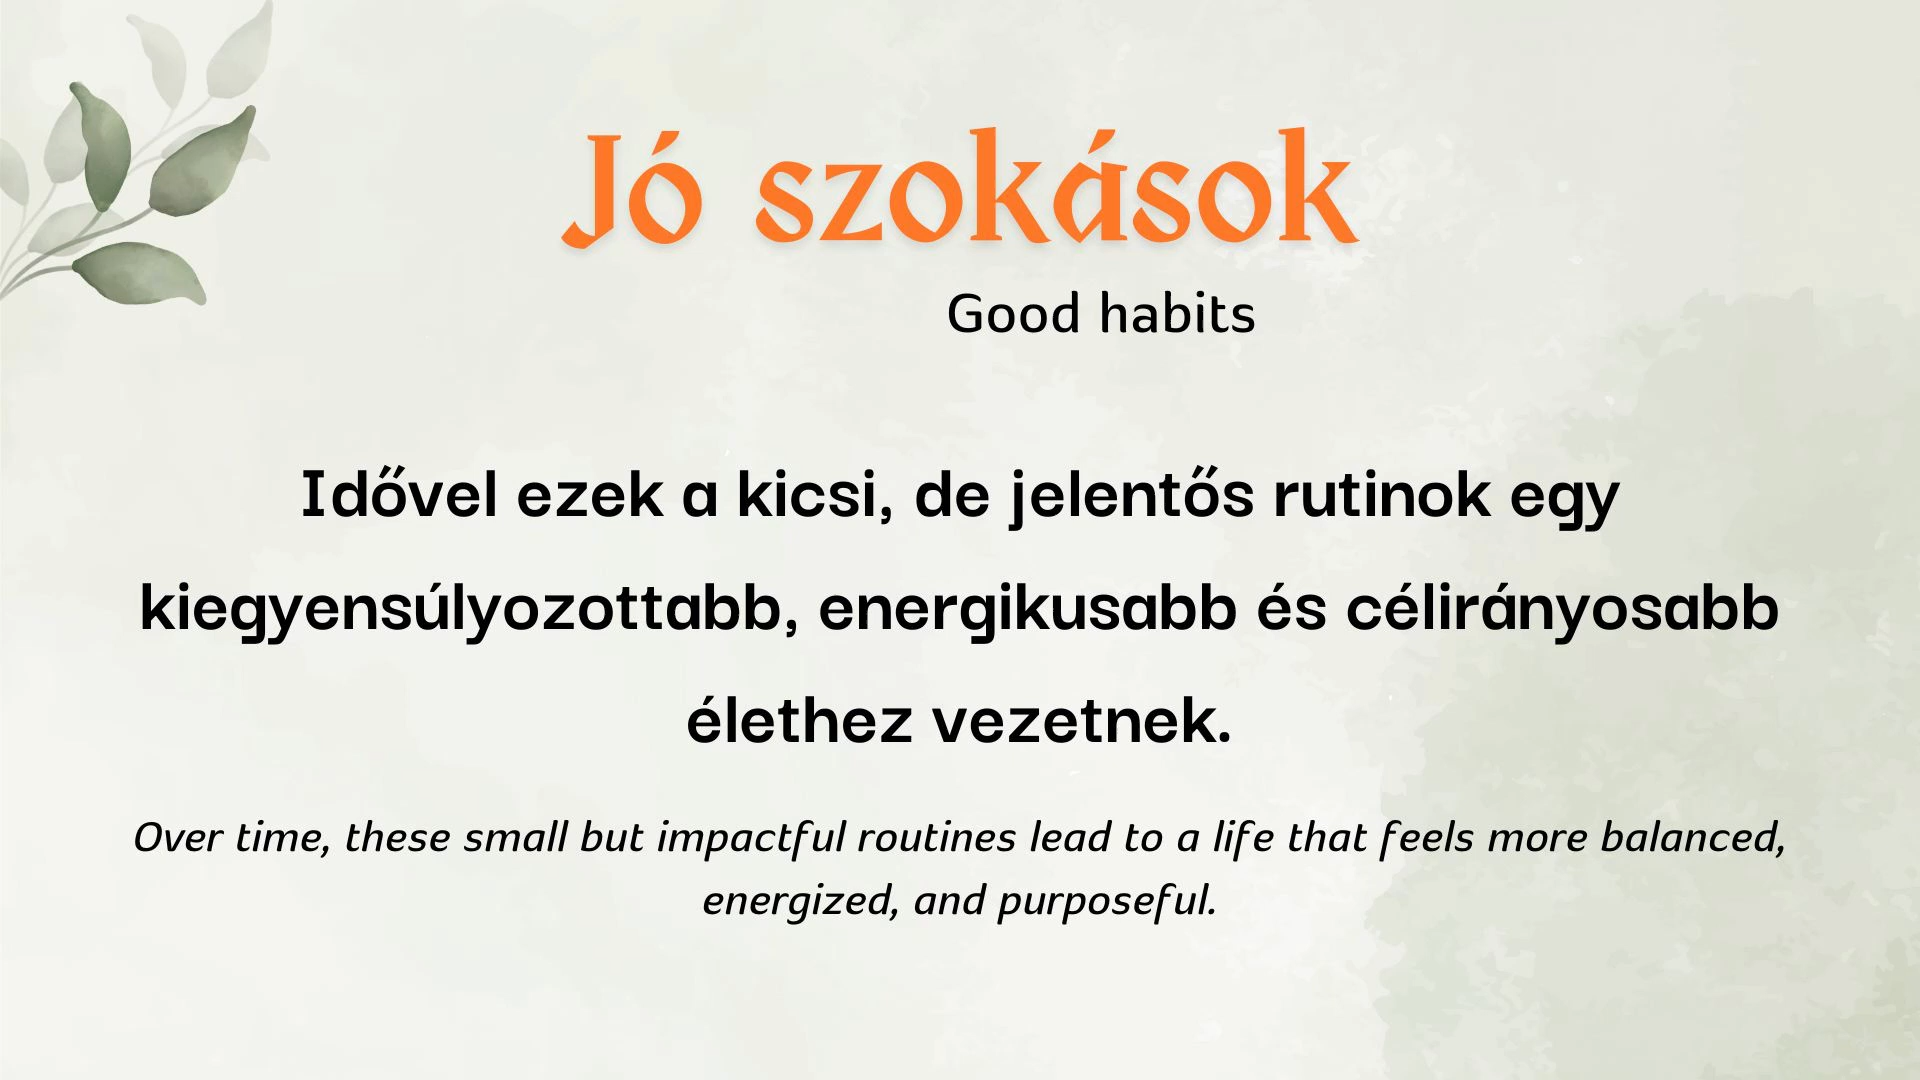 Jó szokások
Good habits
Idővel ezek a kicsi, de jelentős rutinok egy
kiegyensúlyozottabb, energikusabb és célirányosabb
élethez vezetnek.
Over time, these small but impactful routines lead to a life that feels more balanced,
energized, and purposeful.